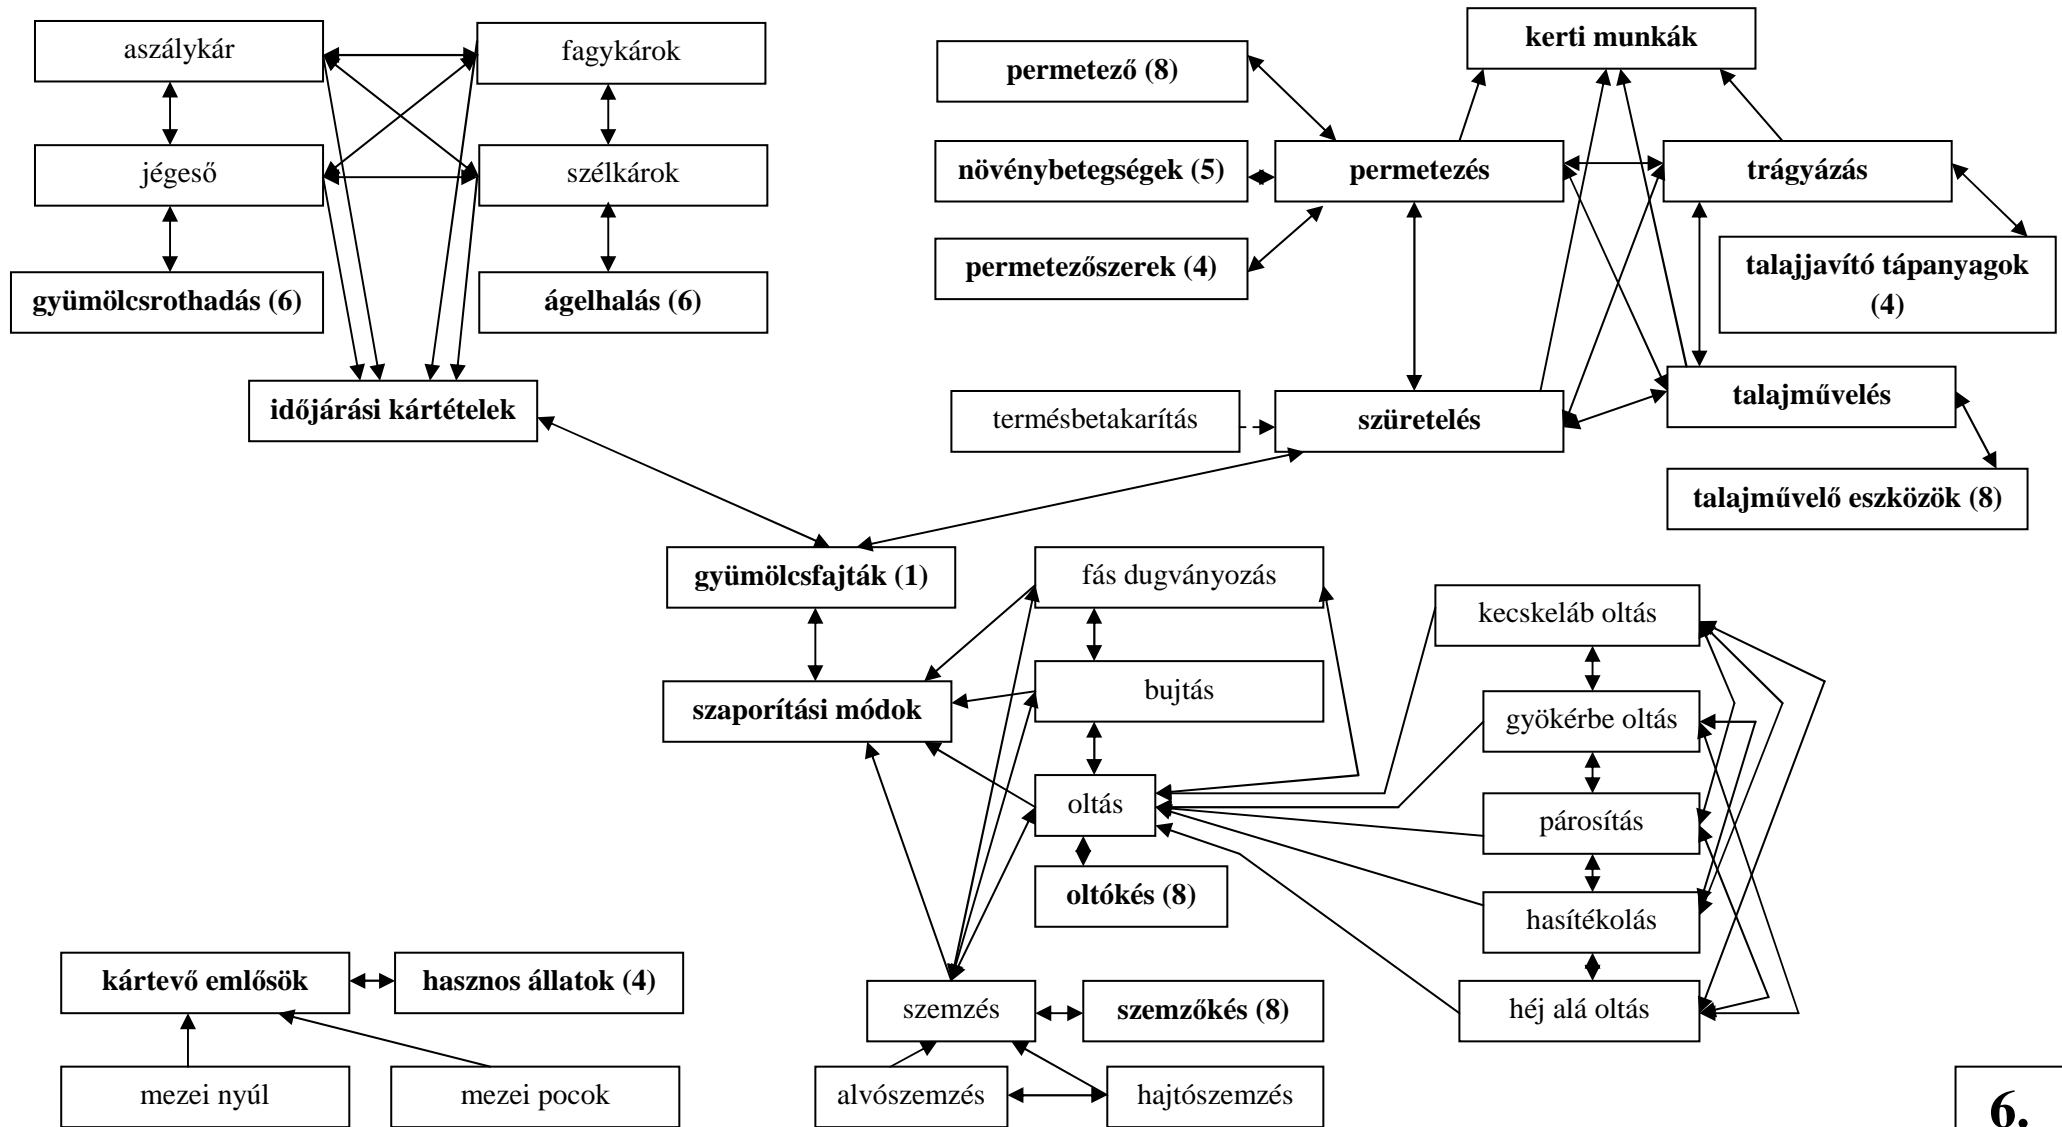 aszálykár
fagykárok
kerti munkák
permetező (8)
jégeső
szélkárok
növénybetegségek (5)
permetezés
trágyázás
permetezőszerek (4)
talajjavító tápanyagok
(4)
gyümölcsrothadás (6)
ágelhalás (6)
időjárási kártételek
termésbetakarítás
szüretelés
talajművelés
talajművelő eszközök (8)
gyümölcsfajták (1)
fás dugványozás
kecskeláb oltás
szaporítási módok
bujtás
gyökérbe oltás
oltás
párosítás
oltókés (8)
hasítékolás
kártevő emlősök
hasznos állatok (4)
szemzés
szemzőkés (8)
héj alá oltás
mezei nyúl
mezei pocok
alvószemzés
hajtószemzés
6.